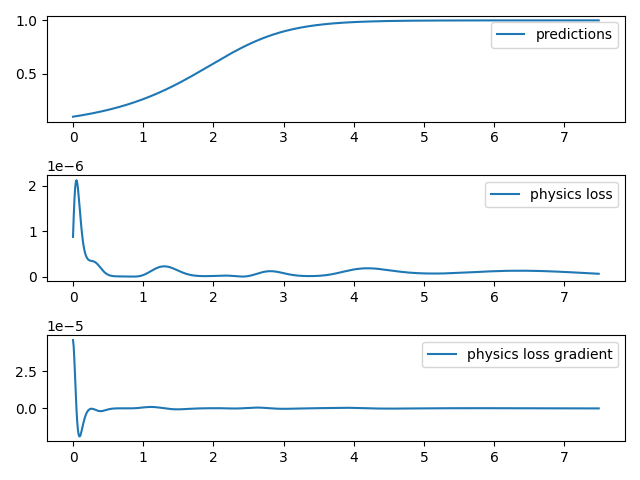 1.0
predictions
0.5
0 1 2 3 4 5 6 7
1e−6
2
physics loss
1
0
0 1 2 3 4 5 6 7
1e−5
physics loss gradient
2.5
0.0
0 1 2 3 4 5 6 7